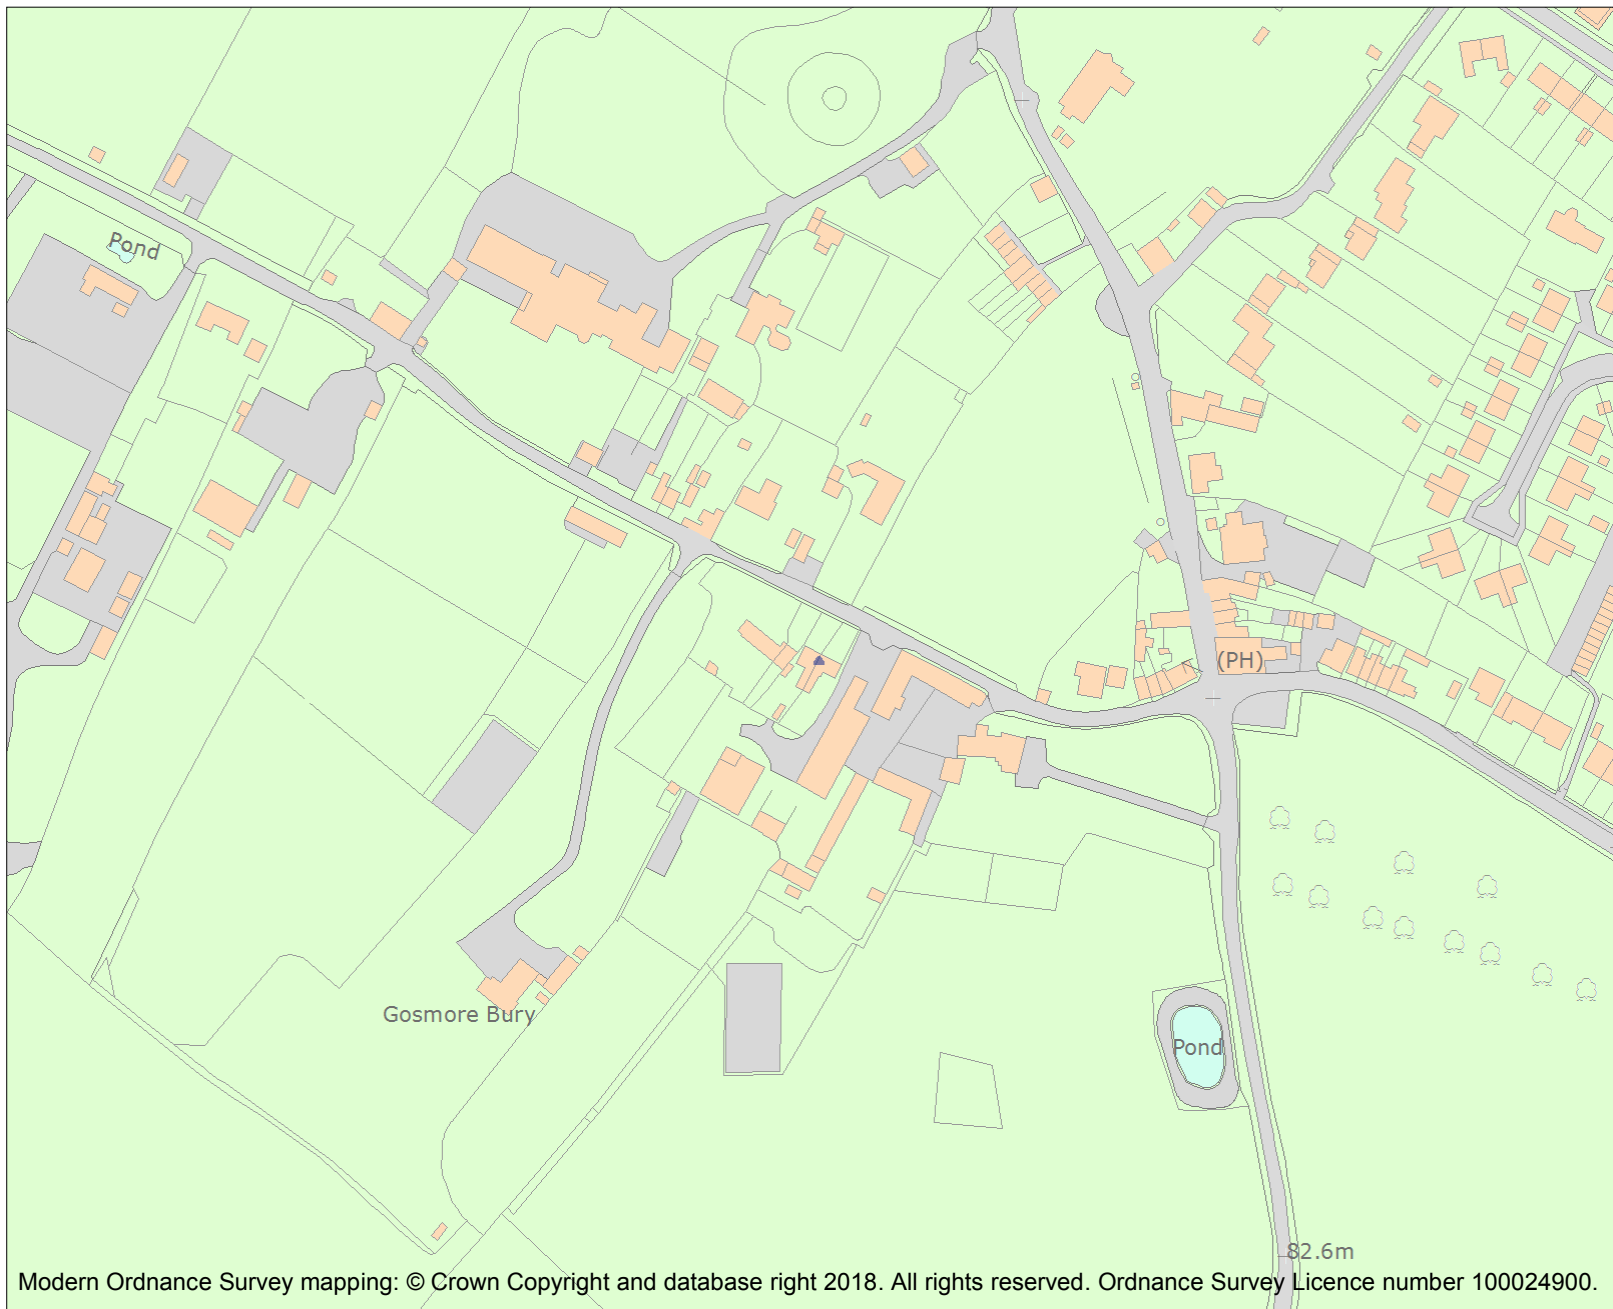 Pond
(PH)
Gosmore Bury
Pond
82.6m
Modern Ordnance Survey mapping: © Crown Copyright and database right 2018. All rights reserved. Ordnance Survey Licence number 100024900.